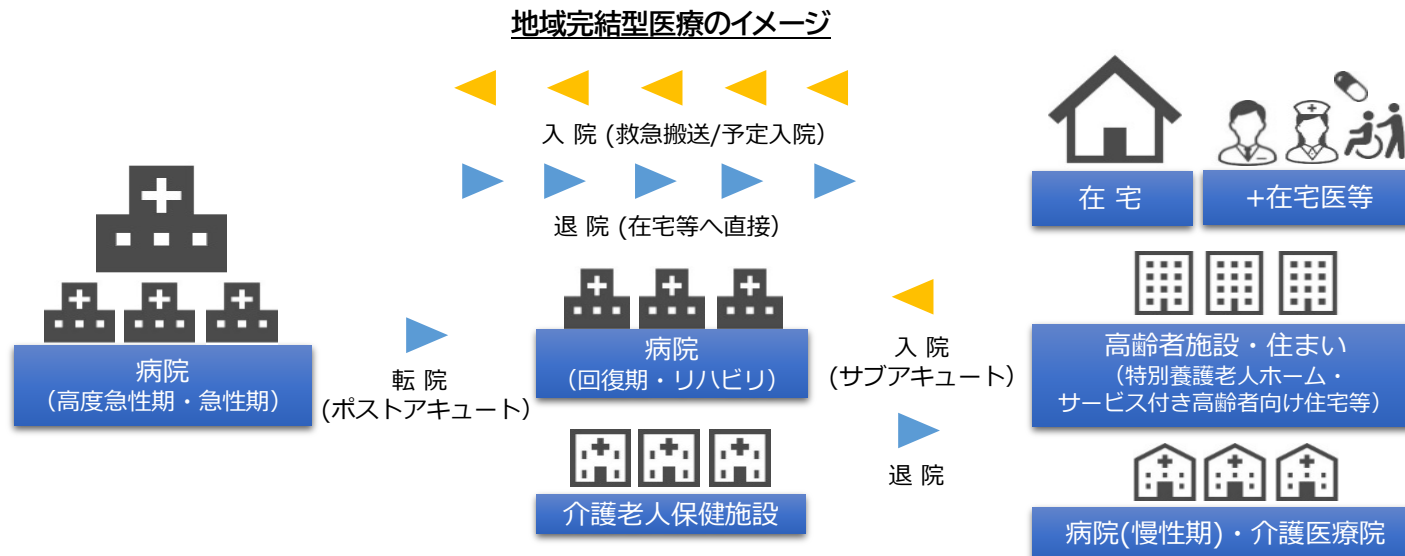 地域完結型医療のイメージ
入 院 (救急搬送/予定入院)
退 院 (在宅等へ直接)
在 宅
+在宅医等
病院
（高度急性期・急性期）
転 院
(ポストアキュート)
病院
（回復期・リハビリ）
介護老人保健施設
入 院
(サブアキュート)
退 院
高齢者施設・住まい
（特別養護老人ホーム・
サービス付き高齢者向け住宅等）
病院(慢性期)・介護医療院